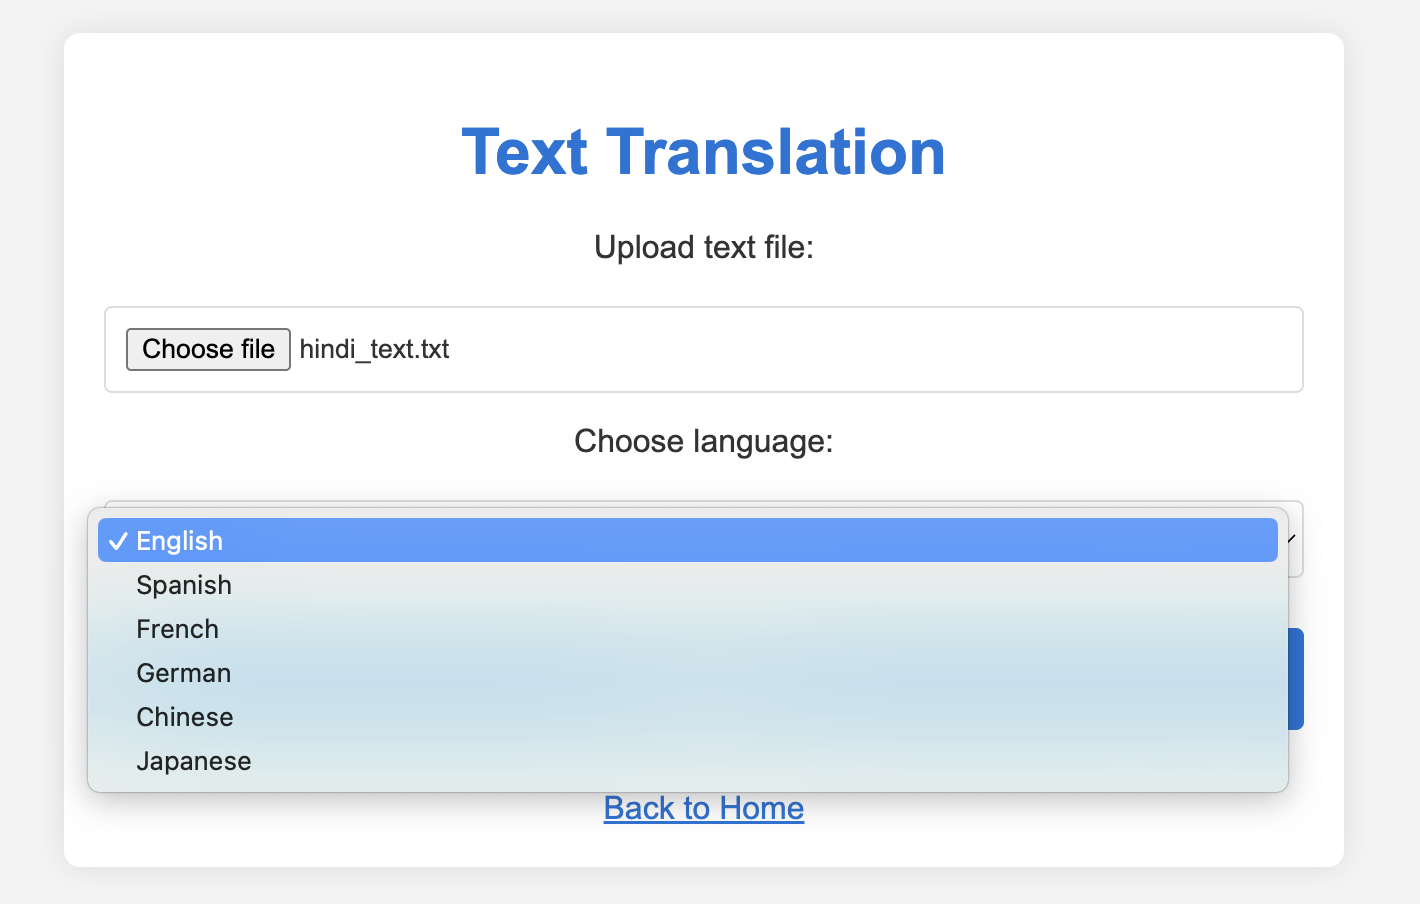 Text Translation
Upload text file:
Choose file hindi_text.txt
Choose language:
✓ English
Spanish
French
German
Chinese
Japanese
Back to Home